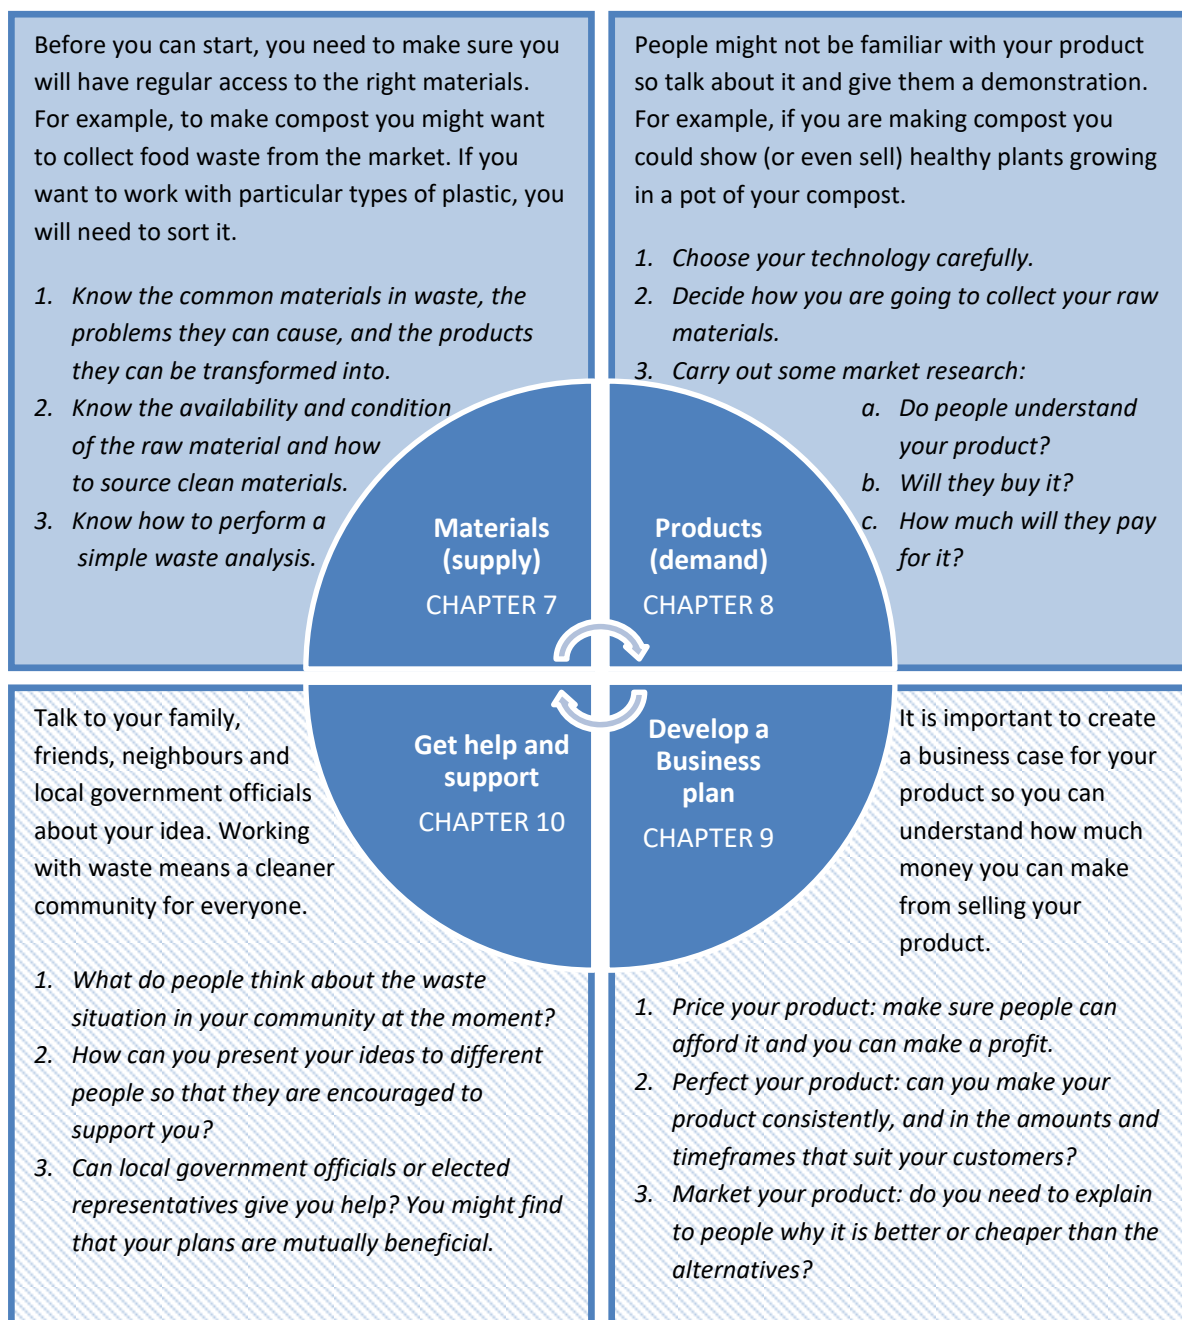 Before you can start, you need to make sure you
will have regular access to the right materials.
For example, to make compost you might want
to collect food waste from the market. If you
want to work with particular types of plastic, you
will need to sort it.
1. Know the common materials in waste, the
problems they can cause, and the products
they can be transformed into.
2. Know the availability and condition
of the raw material and how
to source clean materials.
3. Know how to perform a
simple waste analysis.
Materials
(supply)
CHAPTER 7
People might not be familiar with your product
so talk about it and give them a demonstration.
For example, if you are making compost you
could show (or even sell) healthy plants growing
in a pot of your compost.
1. Choose your technology carefully.
2. Decide how you are going to collect your raw
materials.
3. Carry out some market research:
a. Do people understand
your product?
b. Will they buy it?
c. How much will they pay
for it?
Products
(demand)
CHAPTER 8
Talk to your family,
friends, neighbours and
local government officials
about your idea. Working
with waste means a cleaner
community for everyone.
1. What do people think about the waste
situation in your community at the moment?
2. How can you present your ideas to different
people so that they are encouraged to
support you?
3. Can local government officials or elected
representatives give you help? You might find
that your plans are mutually beneficial.
Get help and
support
CHAPTER 10
Develop a
Business
plan
CHAPTER 9
It is important to create
a business case for your
product so you can
understand how much
money you can make
from selling your
product.
1. Price your product: make sure people can
afford it and you can make a profit.
2. Perfect your product: can you make your
product consistently, and in the amounts and
timeframes that suit your customers?
3. Market your product: do you need to explain
to people why it is better or cheaper than the
alternatives?